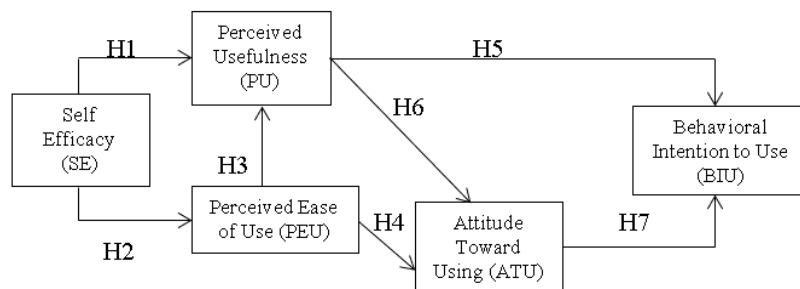 H1
Perceived
Usefulness
(PU)
H5
Self
Efficacy
(SE)
H6
Behavioral
Intention to Use
(BIU)
H3
H2
Perceived Ease
of Use (PEU)
H4
Attitude
Toward
Using (ATU)
H7